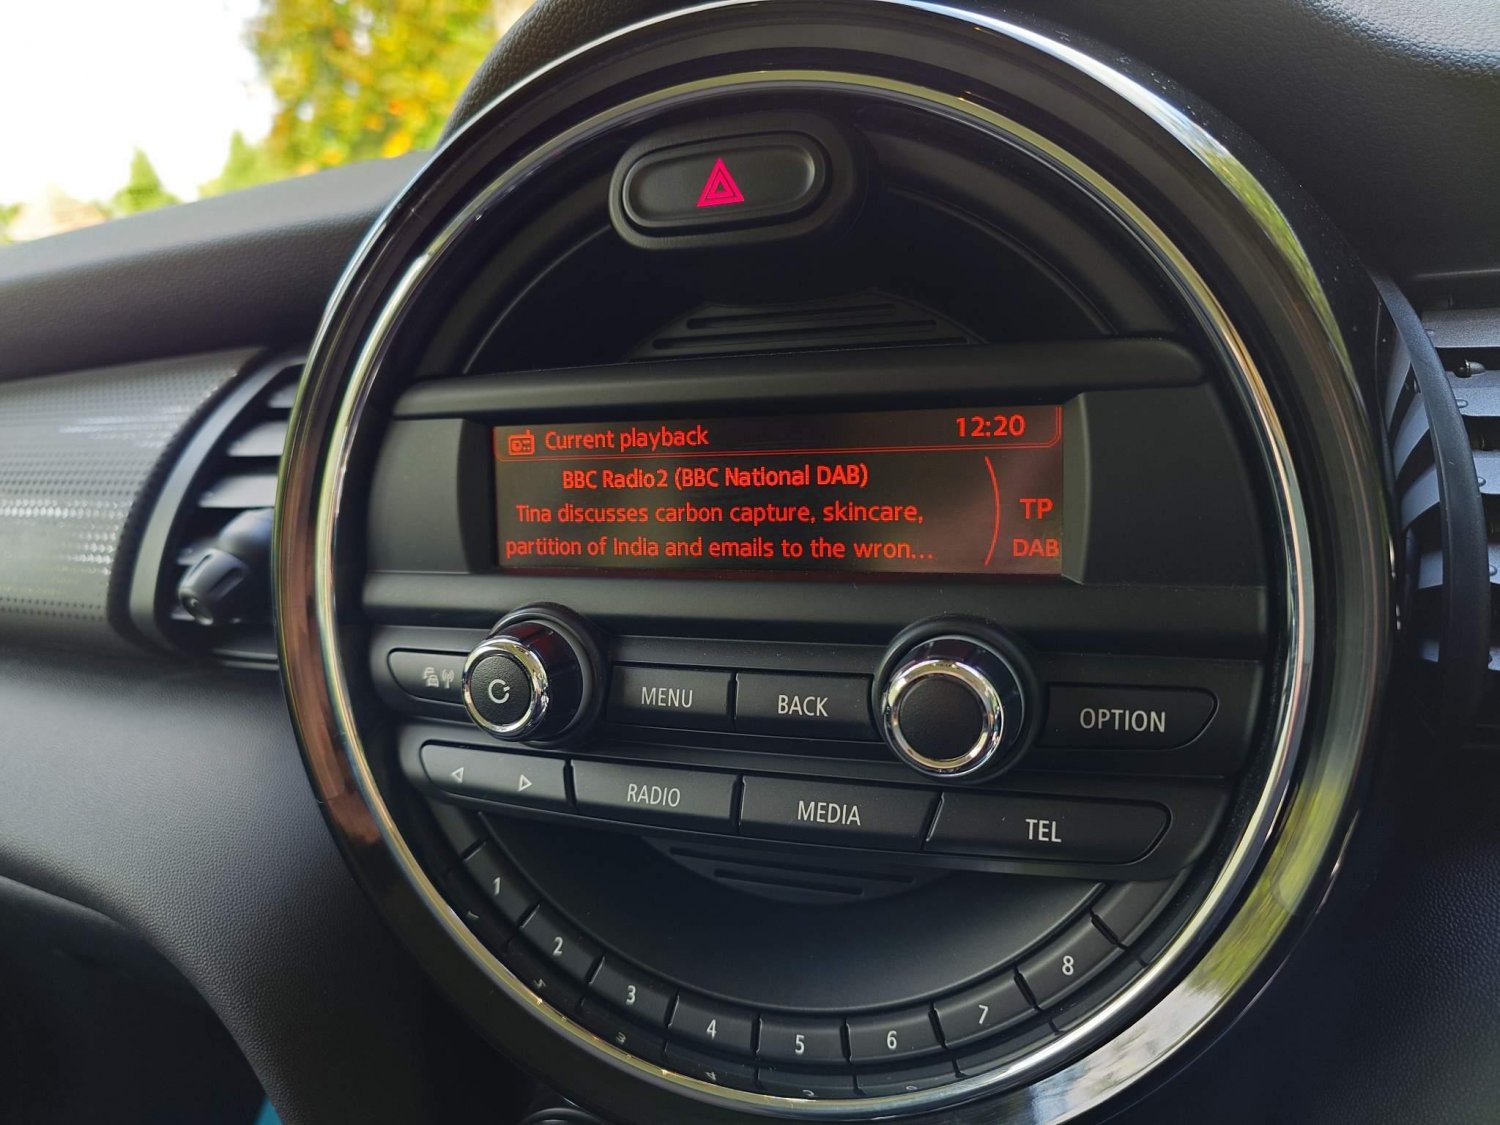 Current playback 12:20
BBC Radio2 (BBC National DAB)
Tina discusses carbon capture, skincare,
partition of India and emails to the wron...
TP
DAB
MENU BACK OPTION
RADIO MEDIA TEL
1 2 3 4 5 6 7 8